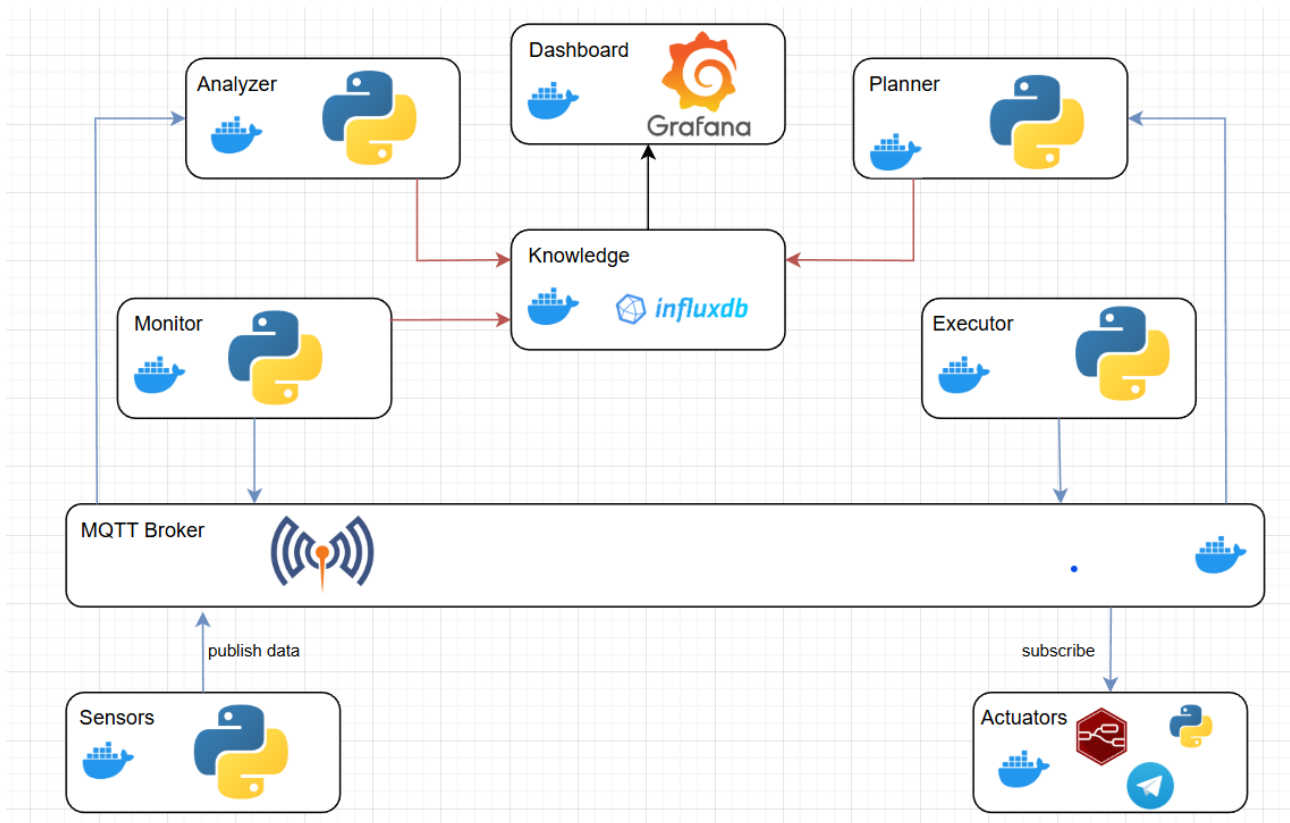 Dashboard
Grafana
Analyzer
Planner
Knowledge
influxdb
Monitor
Executor
MQTT Broker
publish data
subscribe
Sensors
Actuators